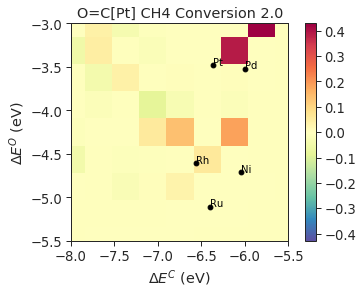 O=C[Pt] CH4 Conversion 2.0
−3.0
−3.5
−4.0
−4.5
−5.0
−5.5
ΔE^O (eV)
Pt
Pd
Rh
Ni
Ru
−8.0 −7.5 −7.0 −6.5 −6.0 −5.5
ΔE^C (eV)
0.4
0.3
0.2
0.1
0.0
−0.1
−0.2
−0.3
−0.4